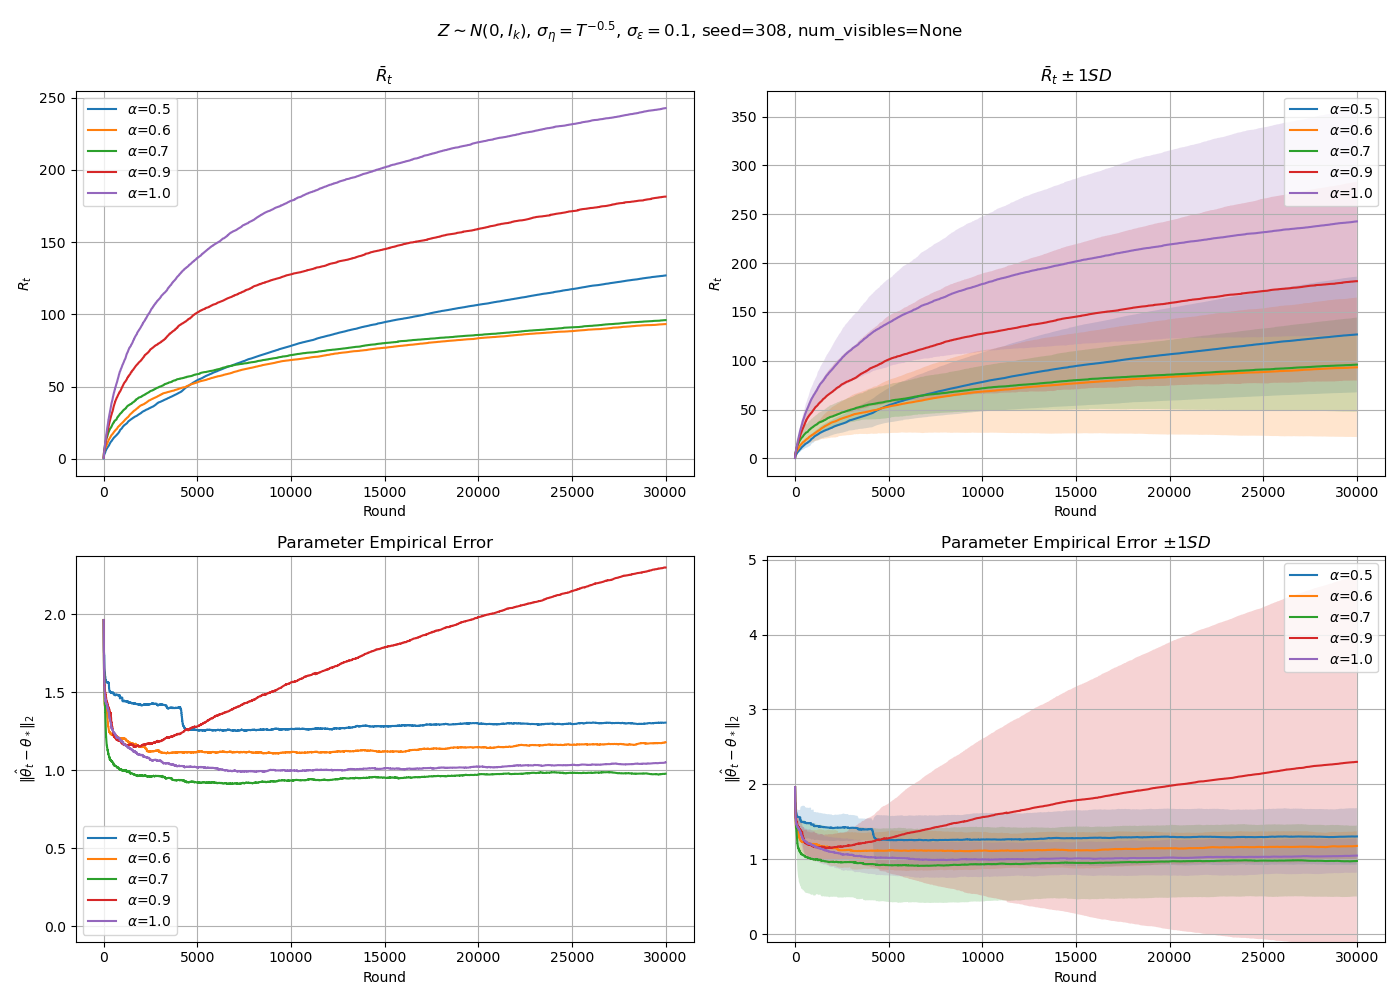 Z ~ N(0, I_k), σ_η = T^{-0.5}, σ_ε = 0.1, seed=308, num_visibles=None
R̄_t
250
200
150
100
50
0
R_t
α=0.5
α=0.6
α=0.7
α=0.9
α=1.0
0 5000 10000 15000 20000 25000 30000
Round
R̄_t ± 1SD
350
300
250
200
150
100
50
0
R_t
α=0.5
α=0.6
α=0.7
α=0.9
α=1.0
0 5000 10000 15000 20000 25000 30000
Round
Parameter Empirical Error
2.0
1.5
1.0
0.5
0.0
‖θ̂_t − θ_*‖_2
α=0.5
α=0.6
α=0.7
α=0.9
α=1.0
0 5000 10000 15000 20000 25000 30000
Round
Parameter Empirical Error ±1SD
5
4
3
2
1
0
‖θ̂_t − θ_*‖_2
α=0.5
α=0.6
α=0.7
α=0.9
α=1.0
0 5000 10000 15000 20000 25000 30000
Round